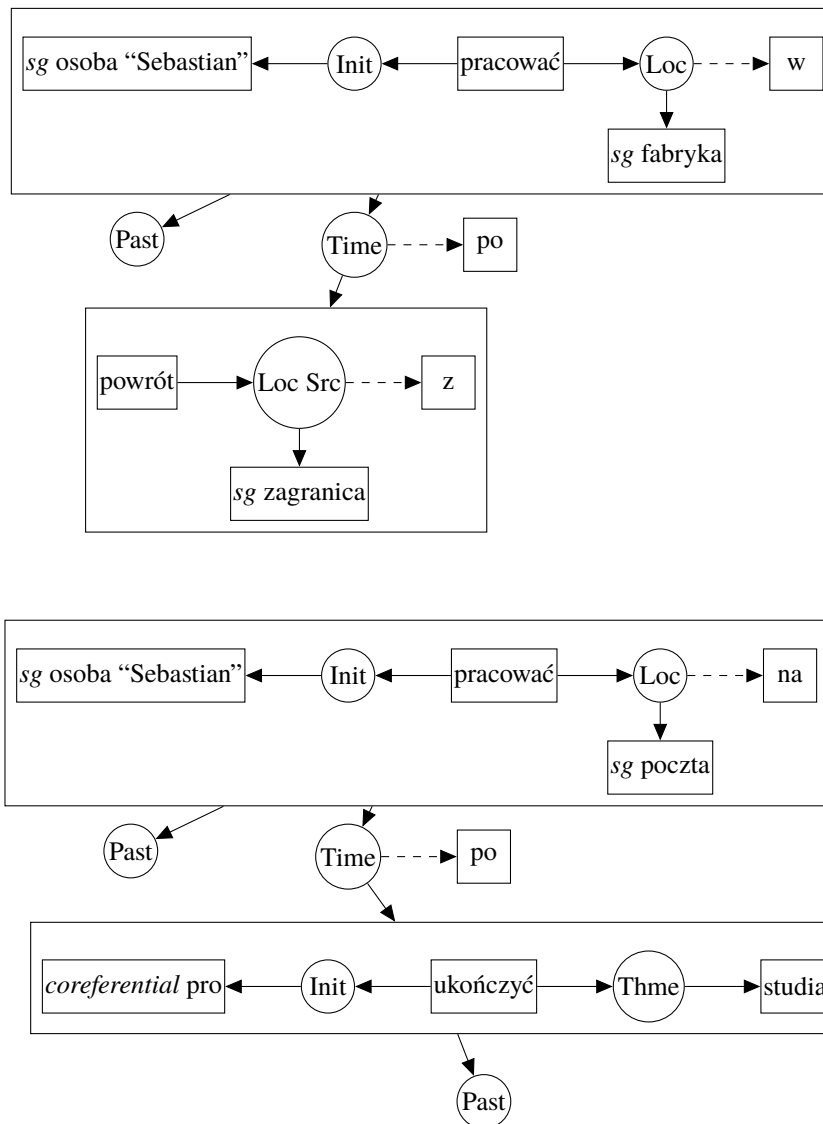 sg osoba “Sebastian” Init pracować Loc w
sg fabryka
Past Time po
powrót Loc Src z
sg zagranica
sg osoba “Sebastian” Init pracować Loc na
sg poczta
Past Time po
coreferential pro Init ukończyć Thme studia
Past